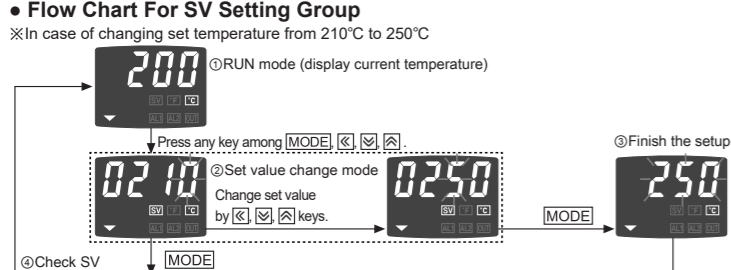 • Flow Chart For SV Setting Group
※In case of changing set temperature from 210℃ to 250℃
200
①RUN mode (display current temperature)
SV °F °C
AL1 AL2 OUT
Press any key among MODE, ≪, ︾, ︽ .
③Finish the setup
0210
②Set value change mode
0250
250
Change set value
by ≪, ︾, ︽ keys.
SV °F °C
SV °F °C
MODE
SV °F °C
AL1 AL2 OUT
AL1 AL2 OUT
AL1 AL2 OUT
④Check SV
MODE